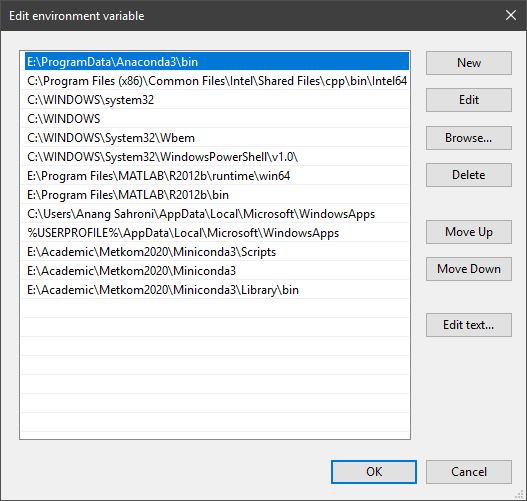 Edit environment variable
E:\ProgramData\Anaconda3\bin
C:\Program Files (x86)\Common Files\Intel\Shared Files\cpp\bin\Intel64
C:\WINDOWS\system32
C:\WINDOWS
C:\WINDOWS\System32\Wbem
C:\WINDOWS\System32\WindowsPowerShell\v1.0\
E:\Program Files\MATLAB\R2012b\runtime\win64
E:\Program Files\MATLAB\R2012b\bin
C:\Users\Anang Sahroni\AppData\Local\Microsoft\WindowsApps
%USERPROFILE%\AppData\Local\Microsoft\WindowsApps
E:\Academic\Metkom2020\Miniconda3\Scripts
E:\Academic\Metkom2020\Miniconda3
E:\Academic\Metkom2020\Miniconda3\Library\bin
New
Edit
Browse...
Delete
Move Up
Move Down
Edit text...
OK
Cancel